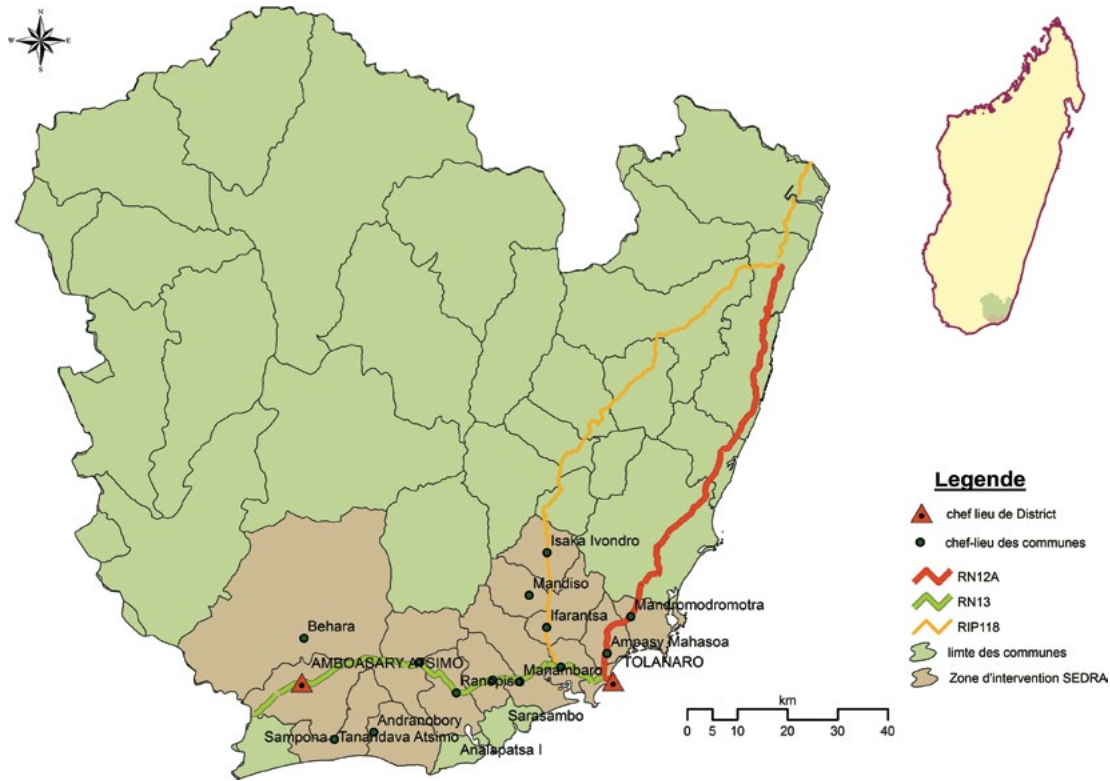 N
W E
S
Isaka Ivondro
Mandiso
Ifarantsa
Mandromodromotra
Behara
Ampasy Mahasoa
AMBOASARY ATSIMO
Manambaro
TOLANARO
Ranopiso
Sarasambo
Andranobory
Sampona
Tanandava Atsimo
Analapatsa I
km
0 5 10 20 30 40
Legende
chef lieu de District
chef-lieu des communes
RN12A
RN13
RIP118
limte des communes
Zone d'intervention SEDRA